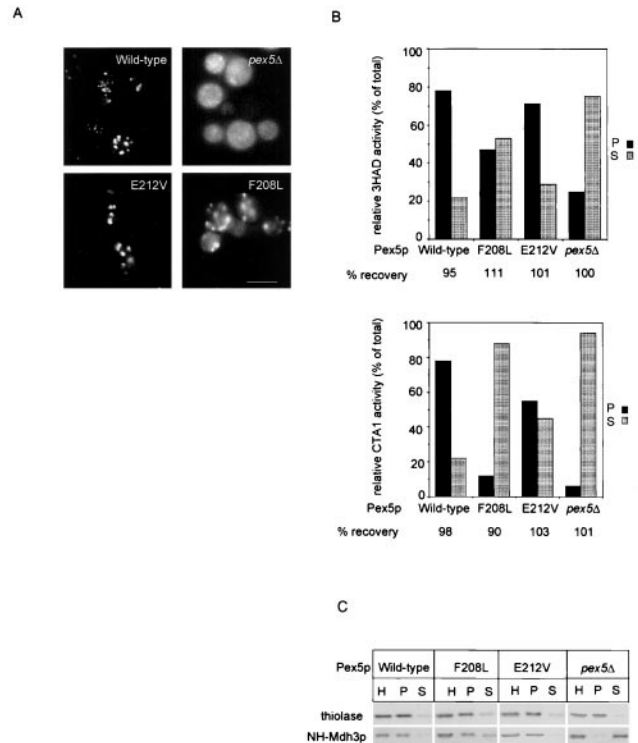 A
Wild-type
pex5Δ
E212V
F208L
B
relative 3HAD activity (% of total)
100
80
60
40
20
0
P
S
Pex5p Wild-type F208L E212V pex5Δ
% recovery 95 111 101 100
relative CTA1 activity (% of total)
100
80
60
40
20
0
P
S
Pex5p Wild-type F208L E212V pex5Δ
% recovery 98 90 103 101
C
Pex5p Wild-type F208L E212V pex5Δ
H P S H P S H P S H P S
thiolase
NH-Mdh3p